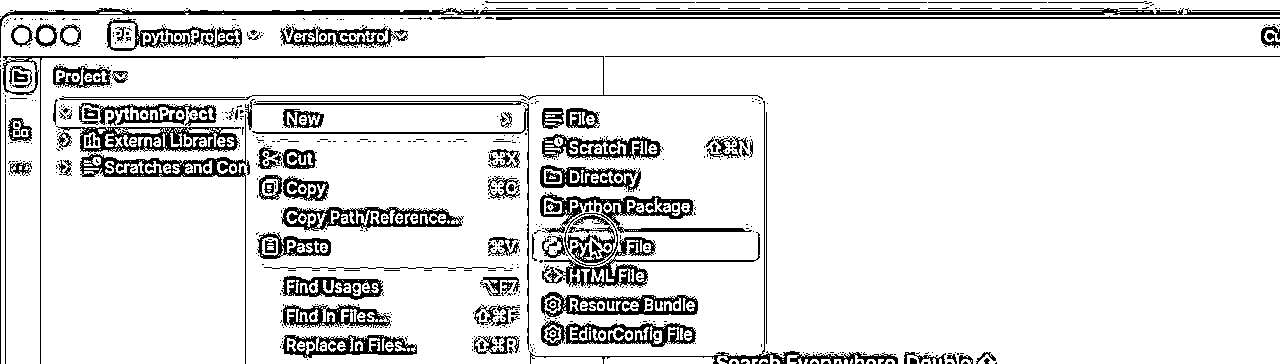 pythonProject Version control
Project
pythonProject
External Libraries
Scratches and Con
New
Cut ⌘X
Copy ⌘C
Copy Path/Reference...
Paste ⌘V
Find Usages ⌥F7
Find in Files... ⇧⌘F
Replace in Files... ⇧⌘R
File
Scratch File ⇧⌘N
Directory
Python Package
Python File
HTML File
Resource Bundle
EditorConfig File
Search Everywhere Double ⇧